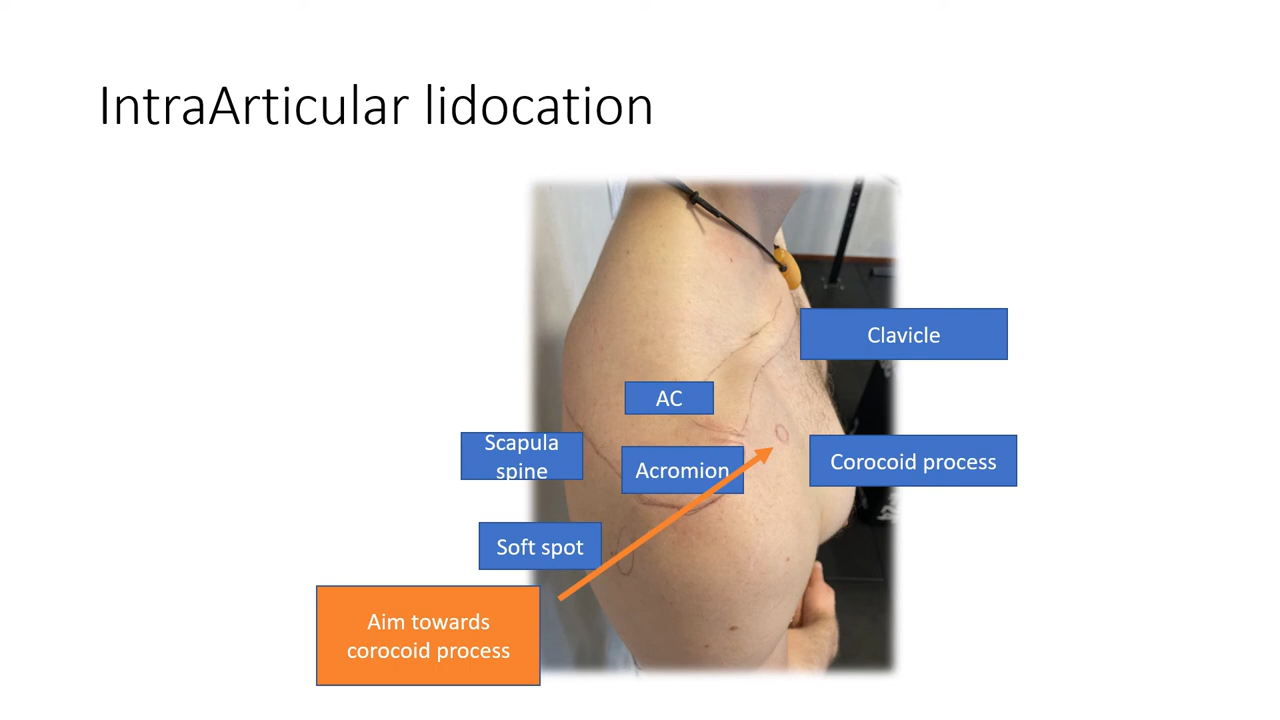 IntraArticular lidocation
Clavicle
AC
Scapula
spine
Acromion
Corocoid process
Soft spot
Aim towards
corocoid process